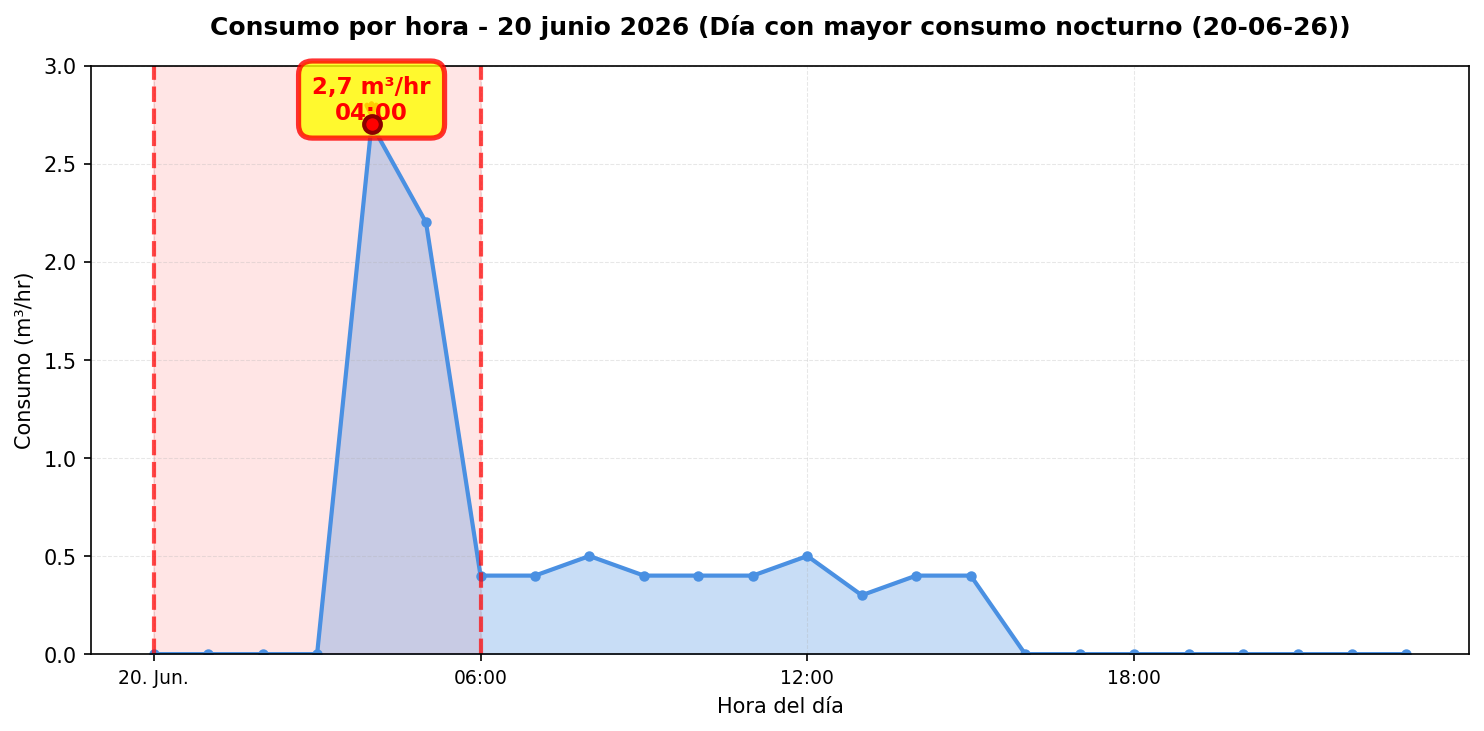 Consumo por hora - 20 junio 2026 (Día con mayor consumo nocturno (20-06-26))
2,7 m³/hr
04:00
Consumo (m³/hr)
3.0
2.5
2.0
1.5
1.0
0.5
0.0
20. Jun.
06:00
12:00
18:00
Hora del día